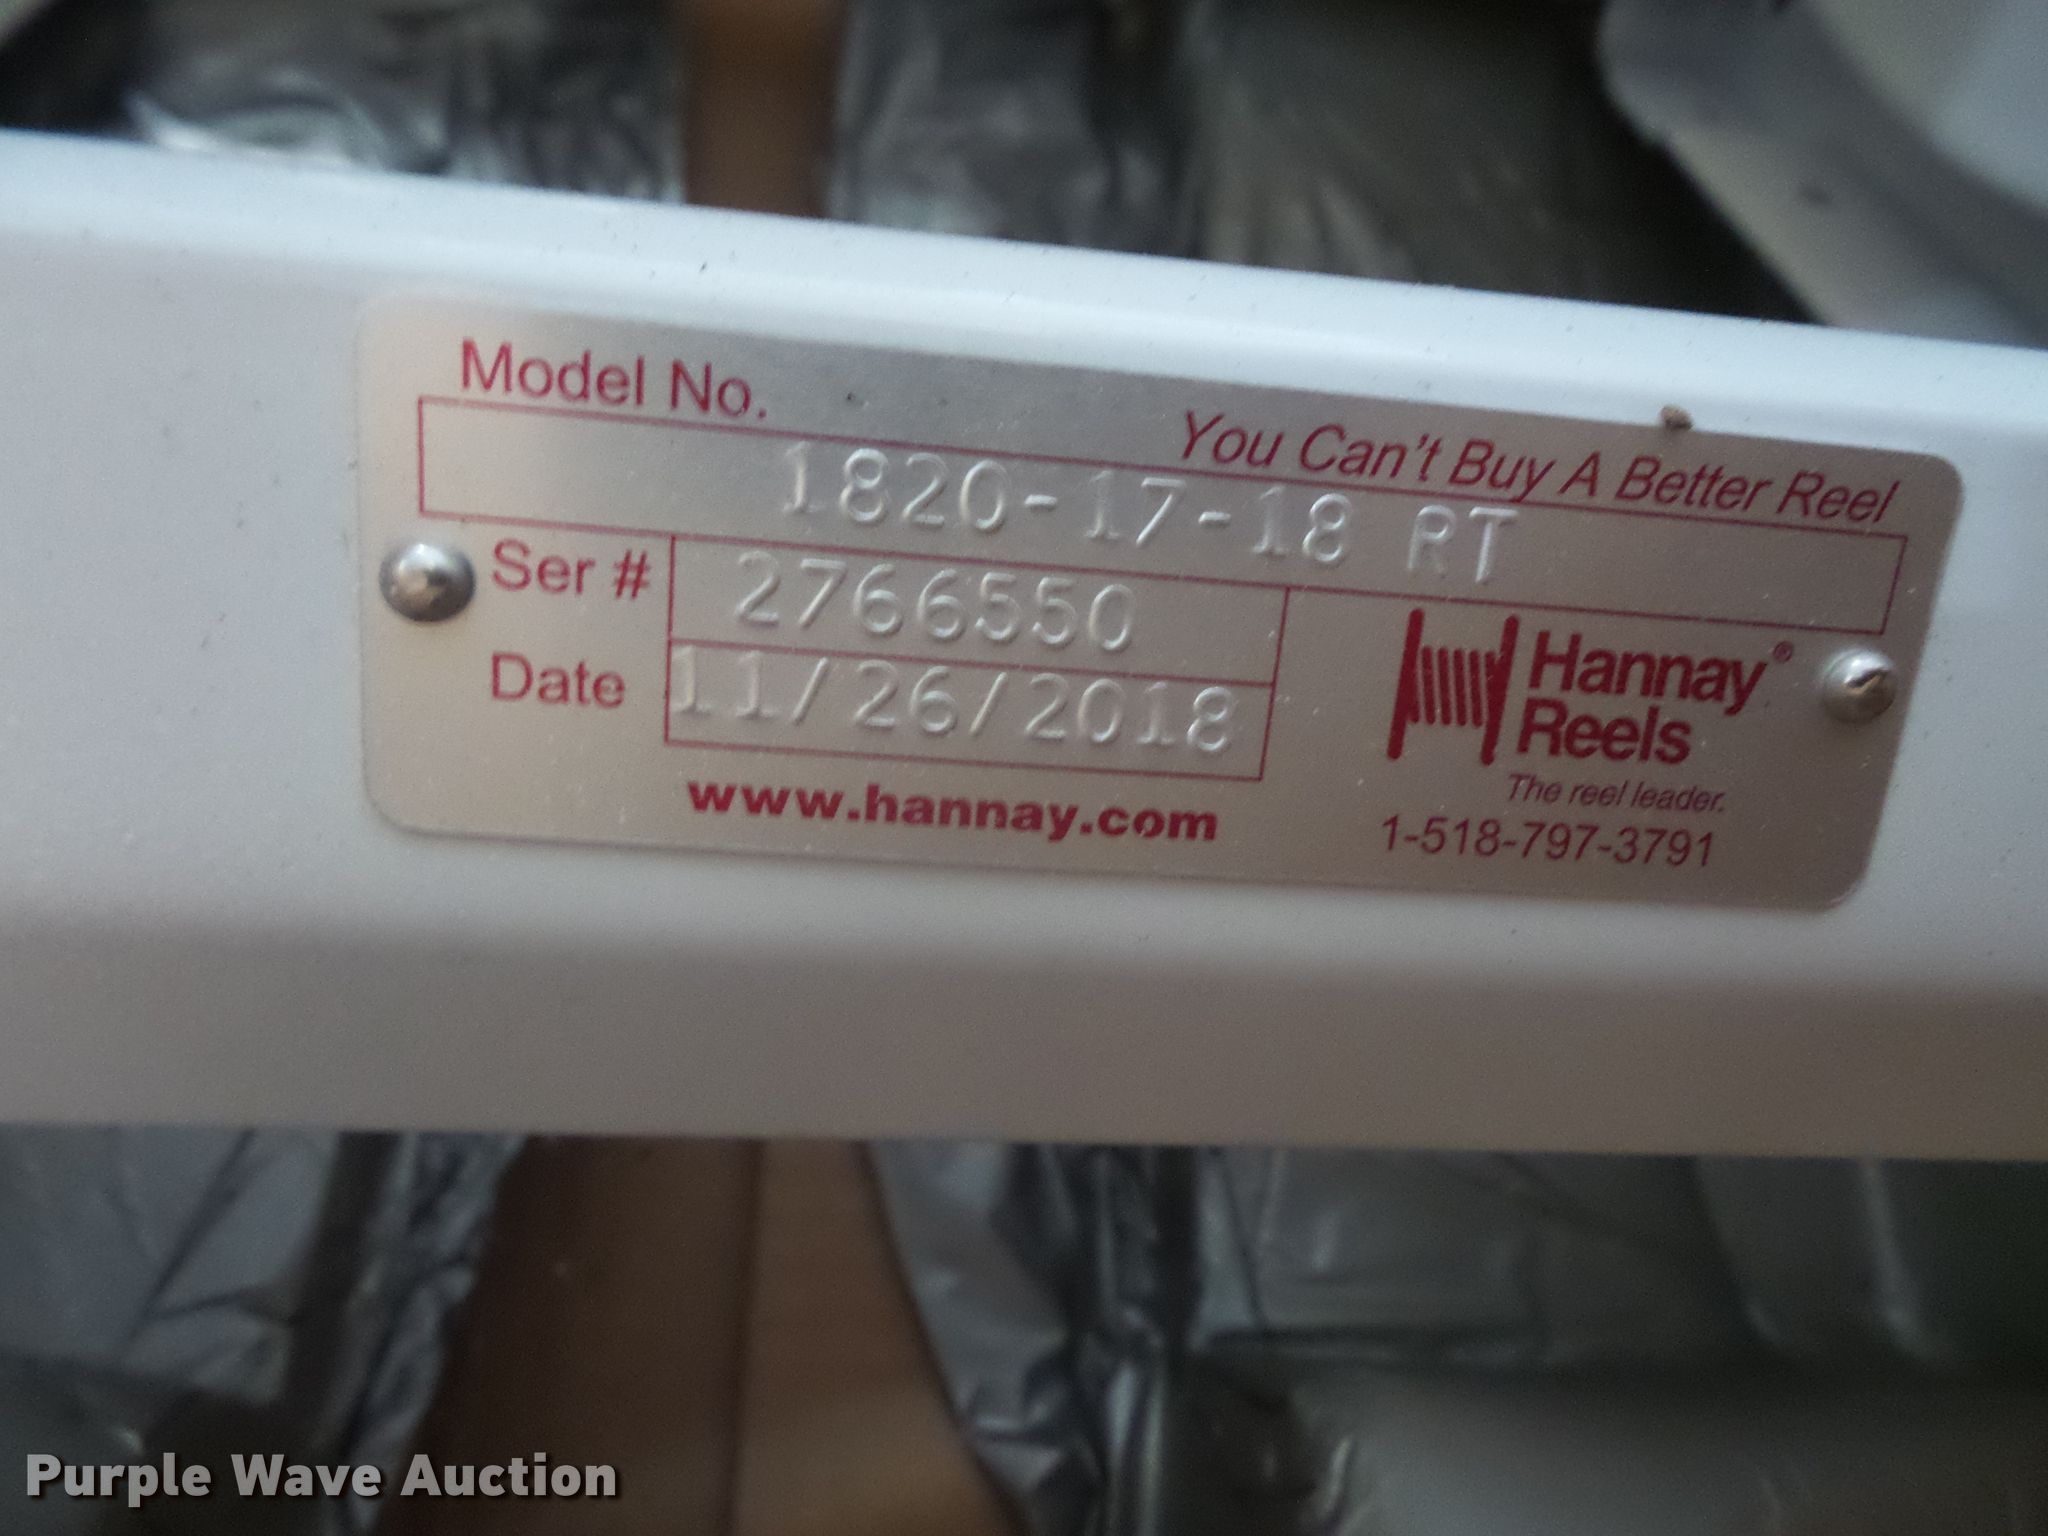 Model No.
You Can't Buy A Better Reel
1820-17-18 RT
Ser # 2766550
Date 11/26/2018
Hannay®
Reels
The reel leader.
www.hannay.com
1-518-797-3791
Purple Wave Auction